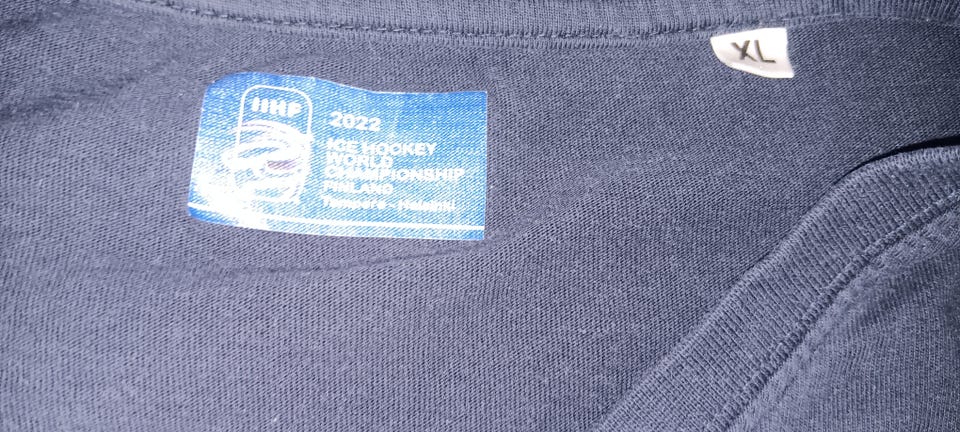 IIHF
2022
ICE HOCKEY
WORLD
CHAMPIONSHIP
FINLAND
Tampere - Helsinki
XL